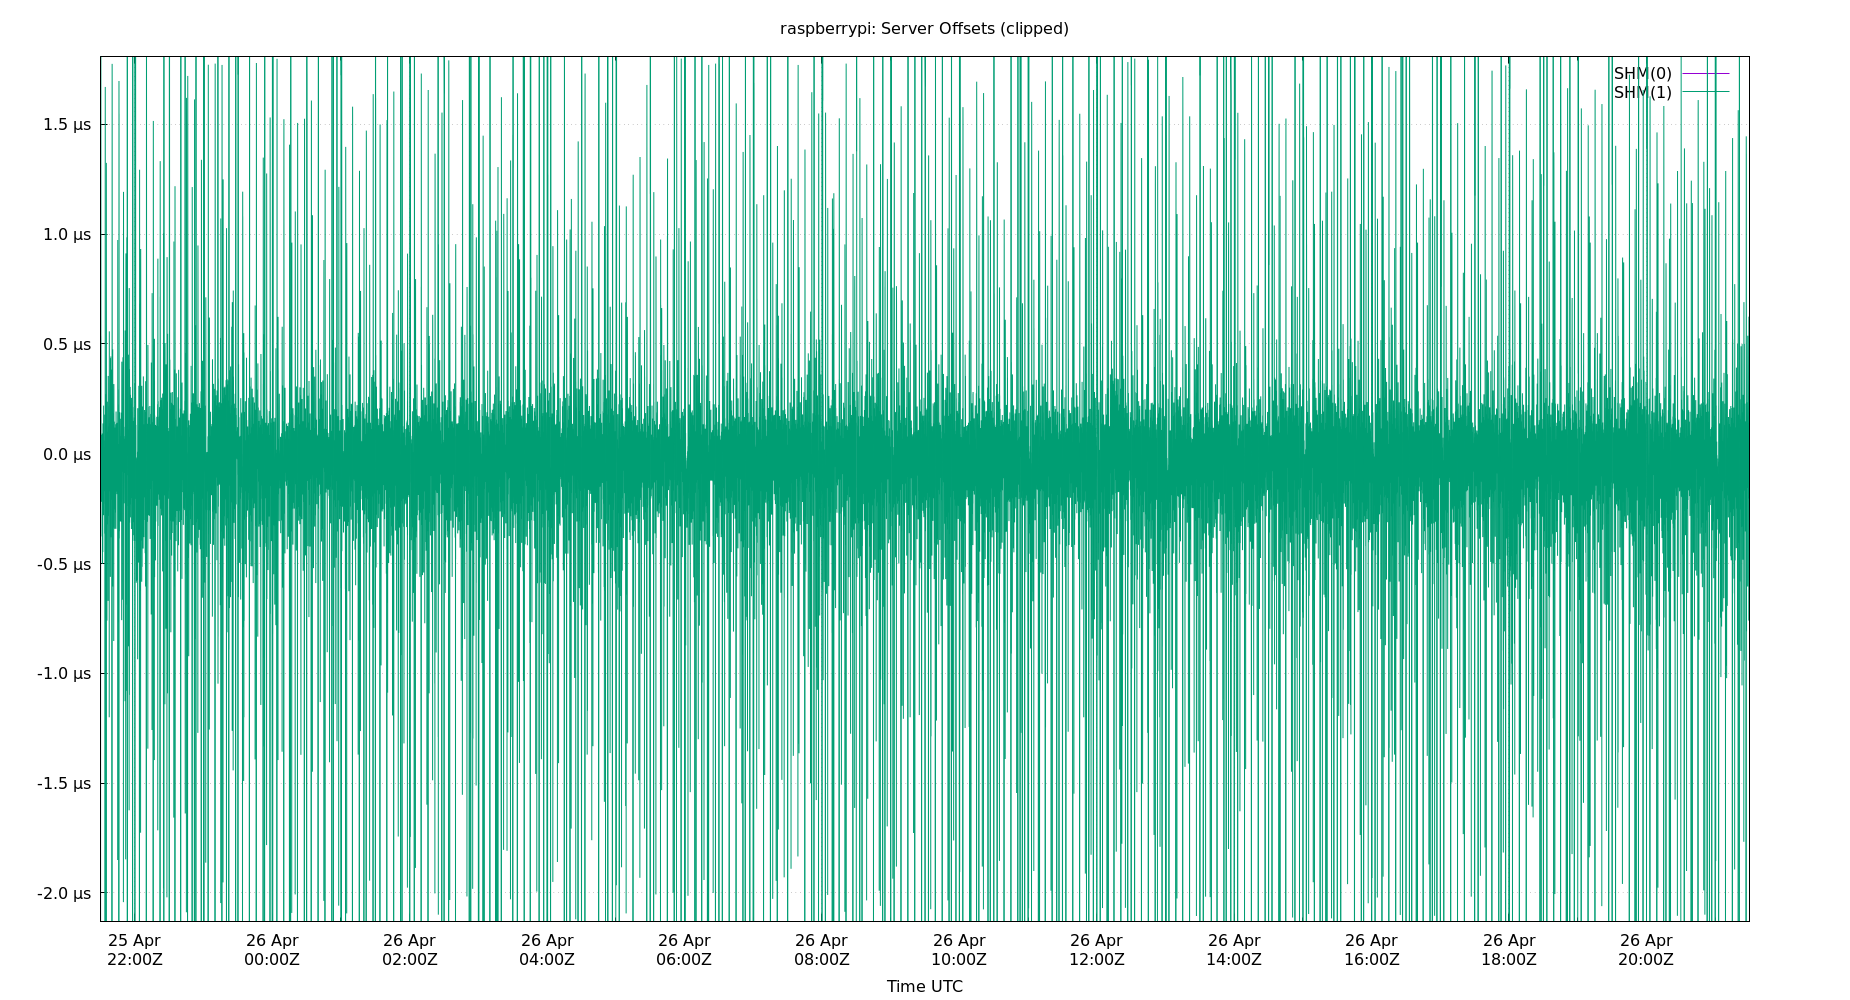 raspberrypi: Server Offsets (clipped)
SHM(0)
SHM(1)
1.5 µs
1.0 µs
0.5 µs
0.0 µs
-0.5 µs
-1.0 µs
-1.5 µs
-2.0 µs
25 Apr 26 Apr 26 Apr 26 Apr 26 Apr 26 Apr 26 Apr 26 Apr 26 Apr 26 Apr 26 Apr 26 Apr
22:00Z 00:00Z 02:00Z 04:00Z 06:00Z 08:00Z 10:00Z 12:00Z 14:00Z 16:00Z 18:00Z 20:00Z
Time UTC